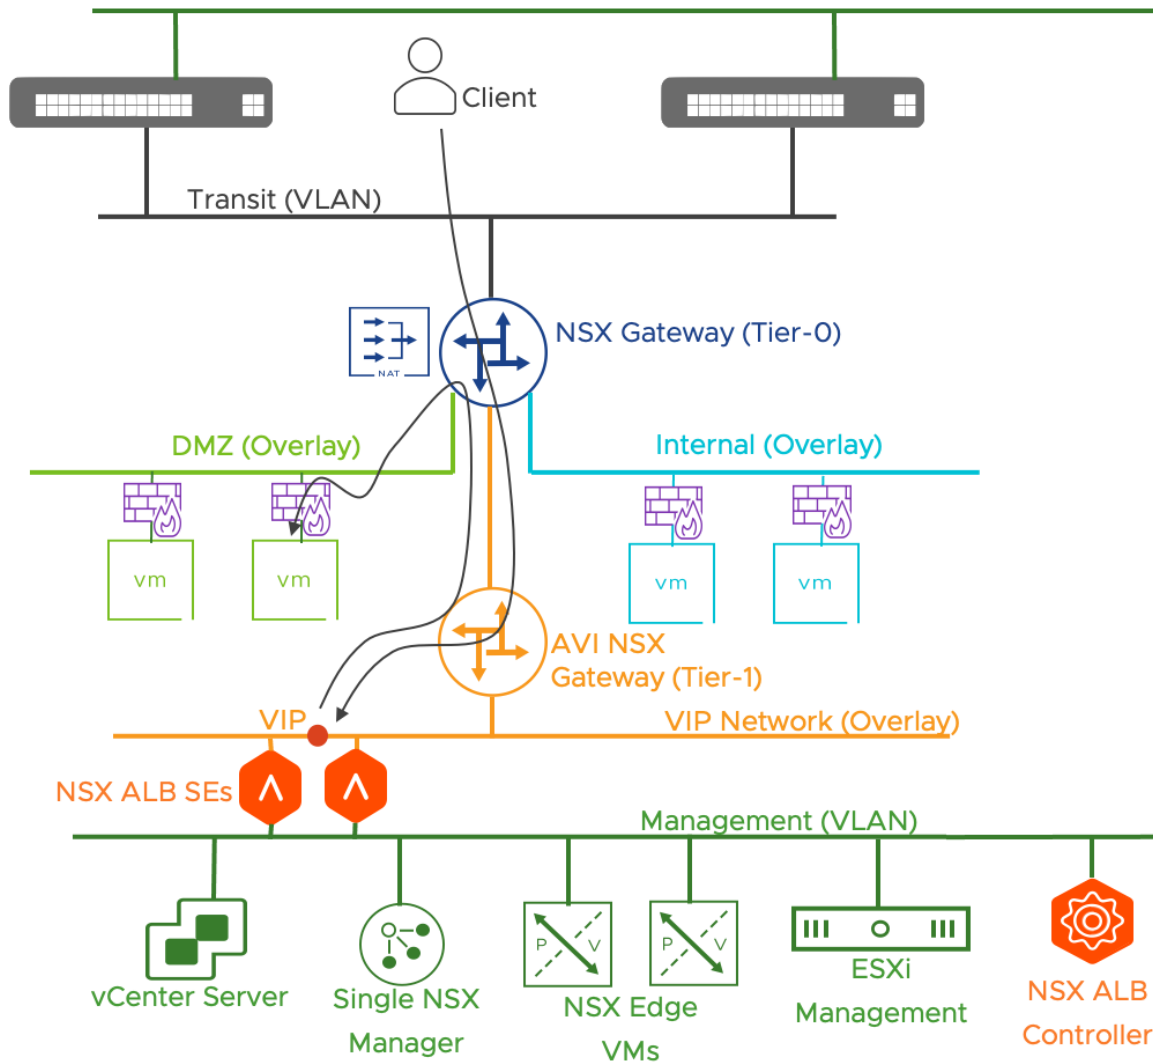 Client
Transit (VLAN)
NSX Gateway (Tier-0)
NAT
DMZ (Overlay)
Internal (Overlay)
vm
vm
vm
vm
AVI NSX
Gateway (Tier-1)
VIP
VIP Network (Overlay)
NSX ALB SEs
Management (VLAN)
P V
P V
vCenter Server
Single NSX
Manager
NSX Edge
VMs
ESXi
Management
NSX ALB
Controller